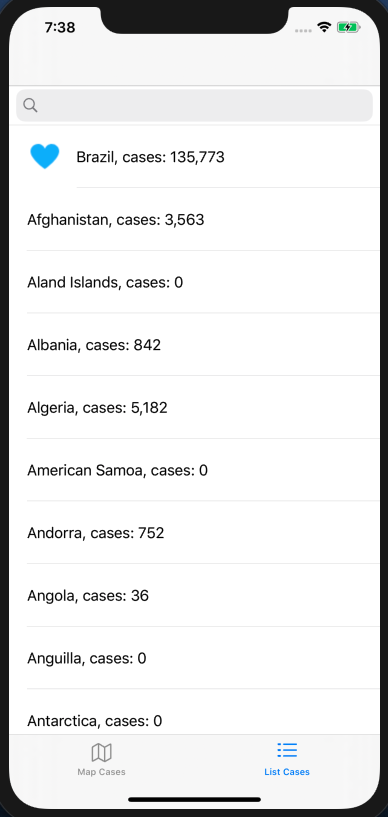 7:38
Brazil, cases: 135,773
Afghanistan, cases: 3,563
Aland Islands, cases: 0
Albania, cases: 842
Algeria, cases: 5,182
American Samoa, cases: 0
Andorra, cases: 752
Angola, cases: 36
Anguilla, cases: 0
Antarctica, cases: 0
Map Cases
List Cases